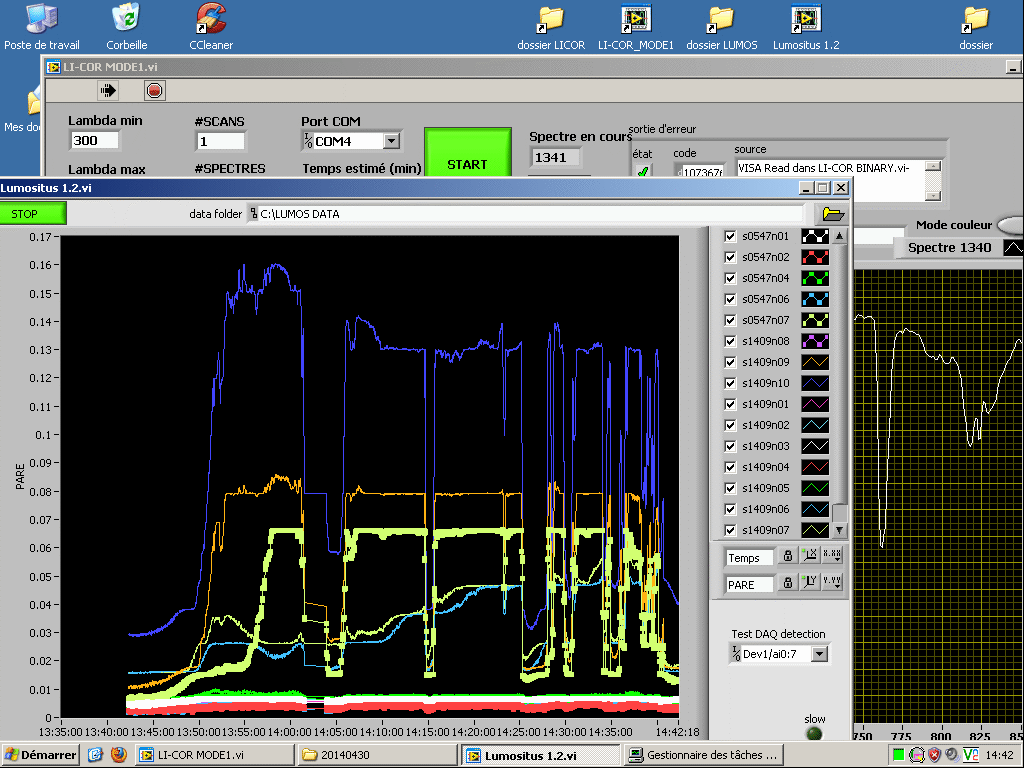 Poste de travail
Corbeille
CCleaner
dossier LICOR
LI-COR_MODE1
dossier LUMOS
Lumositus 1.2
dossier
Mes do
LI-COR MODE1.vi
Lambda min
#SCANS
Port COM
300
1
COM4
START
Spectre en cours
1341
sortie d'erreur
état
code
source
107367
VISA Read dans LI-COR BINARY.vi-
Lambda max
#SPECTRES
Temps estimé (min)
Lumositus 1.2.vi
STOP
data folder
C:\LUMOS DATA
Mode couleur
Spectre 1340
0.17
0.16
0.15
0.14
0.13
0.12
0.11
0.1
0.09
0.08
0.07
0.06
0.05
0.04
0.03
0.02
0.01
0
PARE
13:35:00
13:40:00
13:45:00
13:50:00
13:55:00
14:00:00
14:05:00
14:10:00
14:15:00
14:20:00
14:25:00
14:30:00
14:35:00
14:42:18
s0547n01
s0547n02
s0547n04
s0547n06
s0547n07
s1409n08
s1409n09
s1409n10
s1409n01
s1409n02
s1409n03
s1409n04
s1409n05
s1409n06
s1409n07
Temps
X
X.XX
PARE
Y
Y.YY
Test DAQ detection
Dev1/ai0:7
slow
750
775
800
825
85
Démarrer
LI-COR MODE1.vi
20140430
Lumositus 1.2.vi
Gestionnaire des tâches ...
V2
14:42